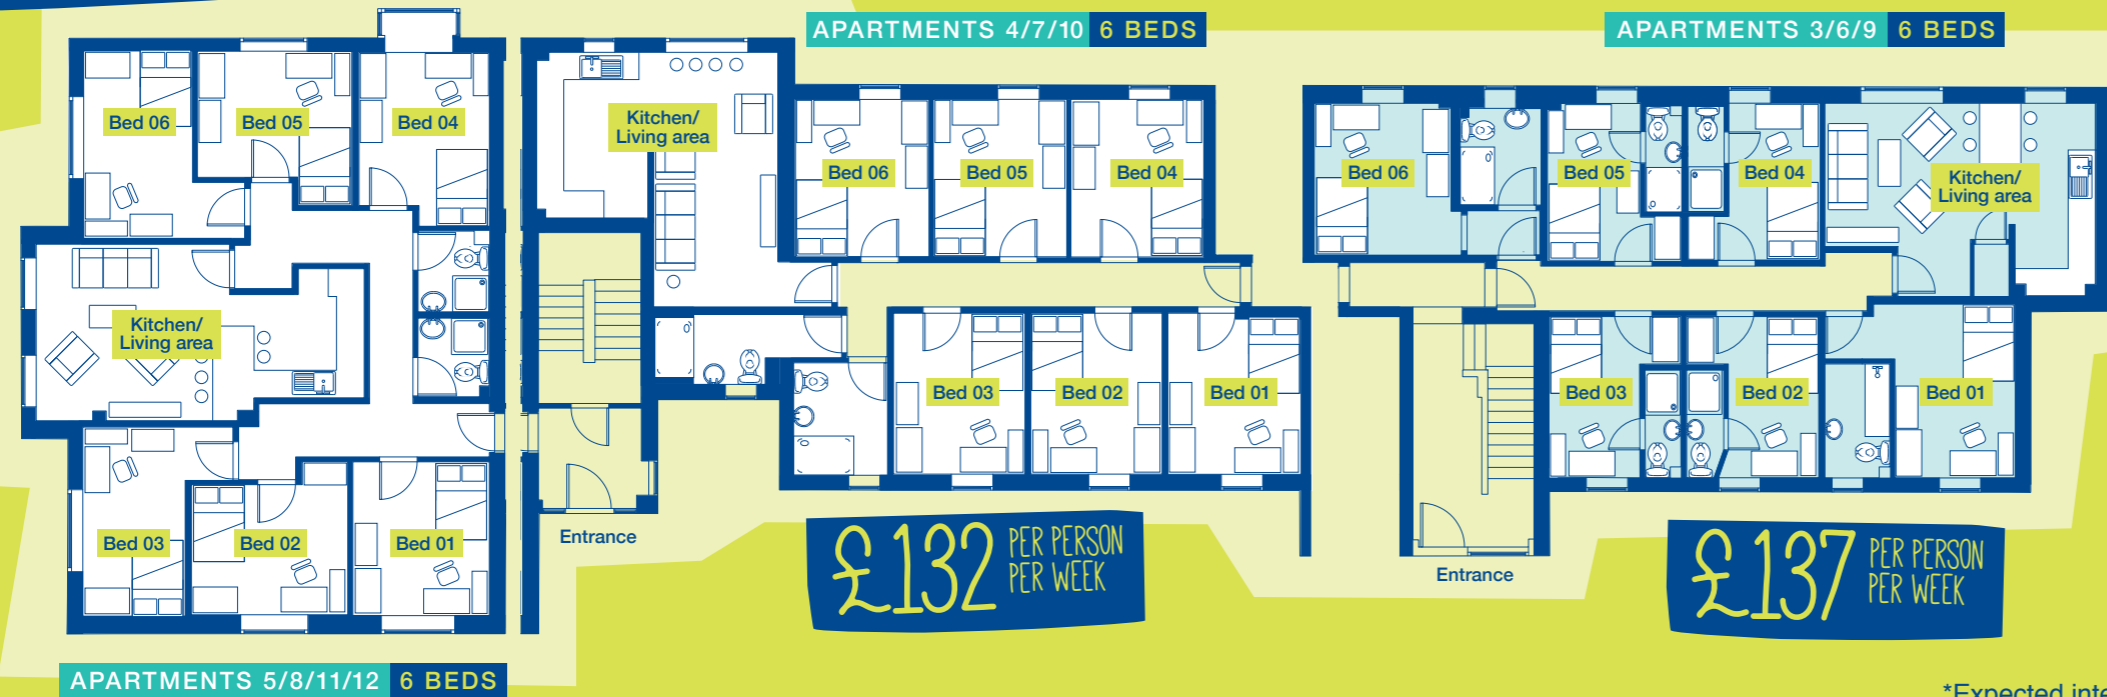 APARTMENTS 4/7/10 6 BEDS
APARTMENTS 3/6/9 6 BEDS
Bed 06
Bed 05
Bed 04
Kitchen/
Living area
Bed 03
Bed 02
Bed 01
APARTMENTS 5/8/11/12 6 BEDS
Kitchen/
Living area
Bed 06
Bed 05
Bed 04
Bed 03
Bed 02
Bed 01
Entrance
£132 PER PERSON
PER WEEK
Bed 06
Bed 05
Bed 04
Kitchen/
Living area
Bed 03
Bed 02
Bed 01
Entrance
£137 PER PERSON
PER WEEK
*Expected